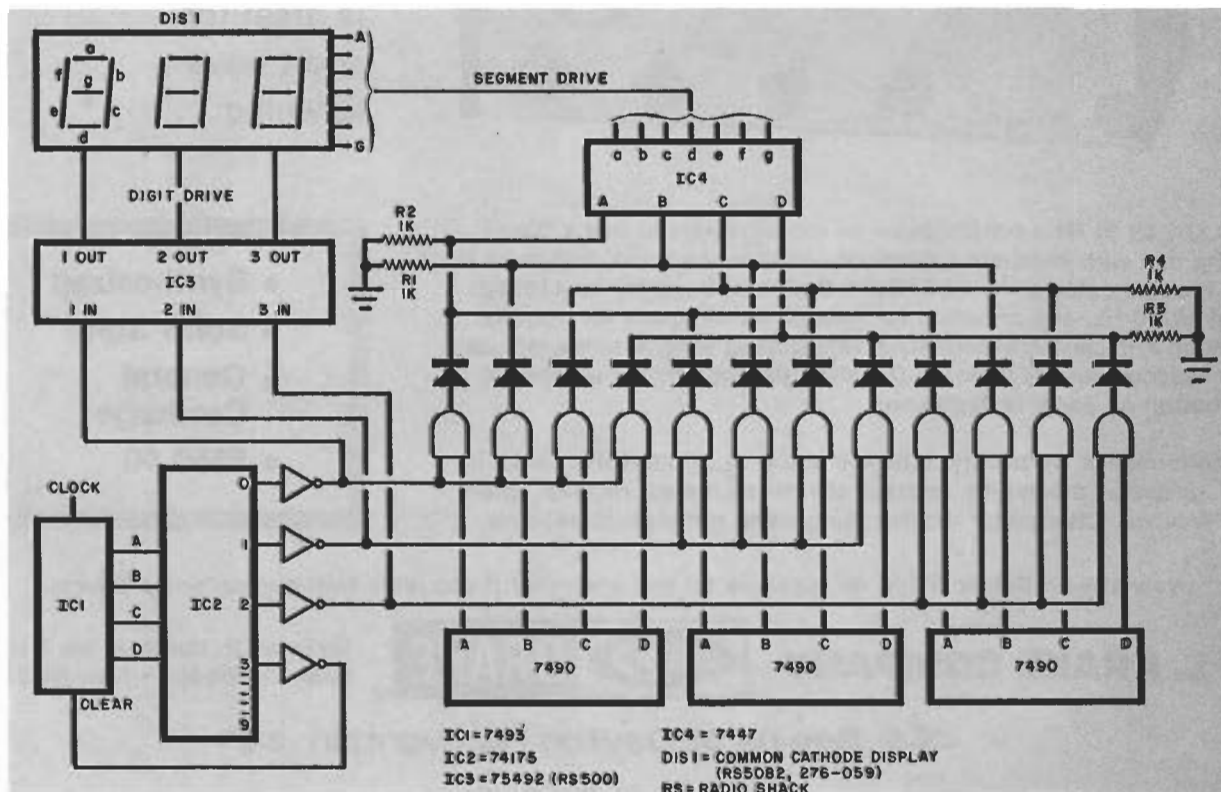 DIS 1
A
a
f
g
b
e
c
d
G
SEGMENT DRIVE
DIGIT DRIVE
a b c d e f g
IC4
A B C D
R2
1K
R1
1K
R4
1K
R3
1K
1 OUT 2 OUT 3 OUT
IC3
1 IN 2 IN 3 IN
CLOCK
A
B
C
D
IC1
IC2
0
1
2
3
9
CLEAR
A B C D
7490
A B C D
7490
A B C D
7490
IC1=7493
IC2=74175
IC3=75492 (RS500)
IC4=7447
DIS1=COMMON CATHODE DISPLAY
(RS5082, 276-059)
RS=RADIO SHACK